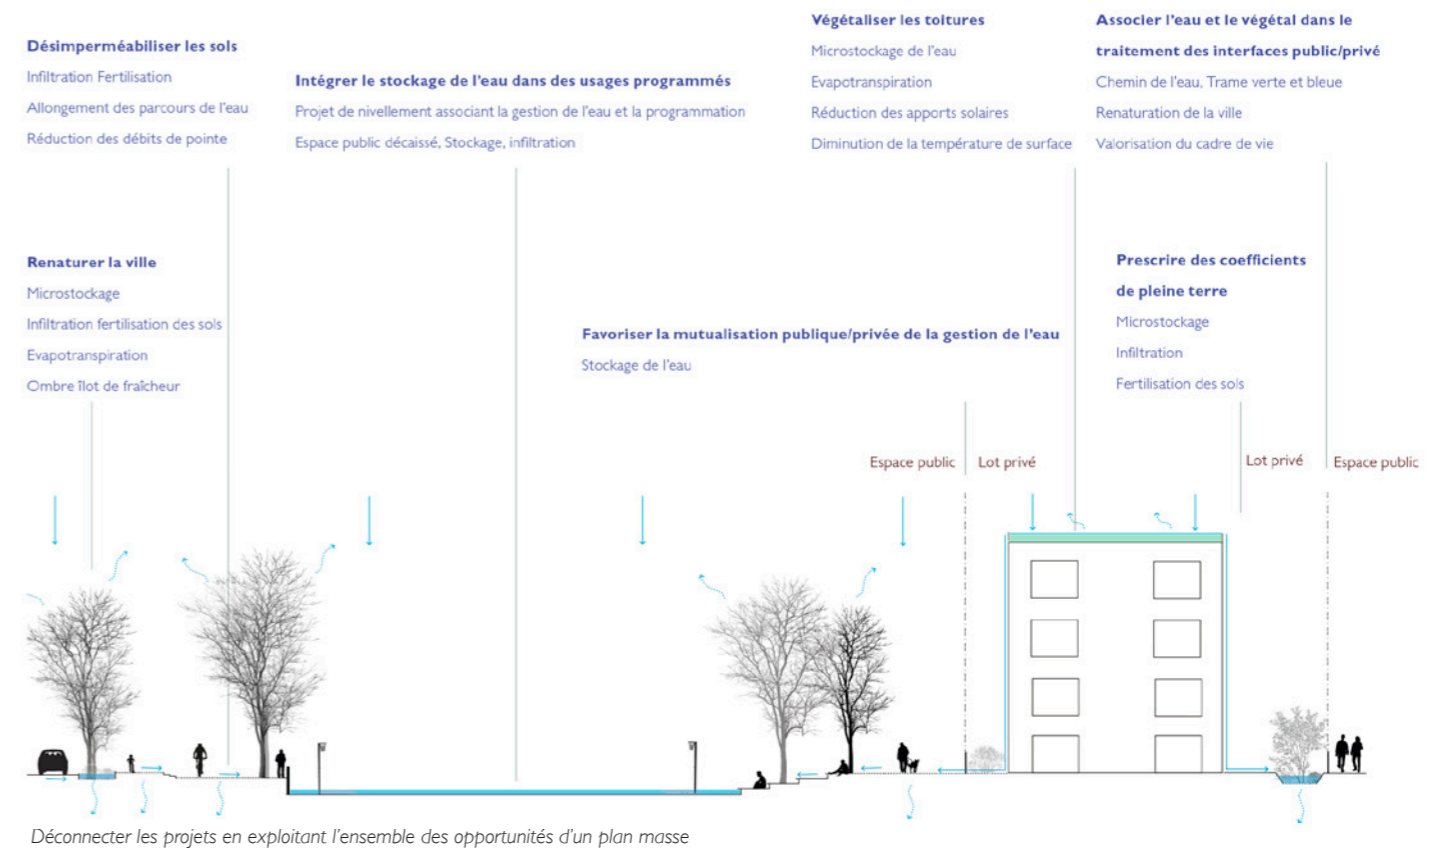 Désimperméabiliser les sols
Infiltration Fertilisation
Allongement des parcours de l'eau
Réduction des débits de pointe
Intégrer le stockage de l'eau dans des usages programmés
Projet de nivellement associant la gestion de l'eau et la programmation
Espace public décaissé, Stockage, infiltration
Végétaliser les toitures
Microstockage de l'eau
Evapotranspiration
Réduction des apports solaires
Diminution de la température de surface
Associer l'eau et le végétal dans le
traitement des interfaces public/privé
Chemin de l'eau, Trame verte et bleue
Renaturation de la ville
Valorisation du cadre de vie
Renaturer la ville
Microstockage
Infiltration fertilisation des sols
Evapotranspiration
Ombre îlot de fraîcheur
Favoriser la mutualisation publique/privée de la gestion de l'eau
Stockage de l'eau
Prescrire des coefficients
de pleine terre
Microstockage
Infiltration
Fertilisation des sols
Espace public
Lot privé
Lot privé
Espace public
Déconnecter les projets en exploitant l'ensemble des opportunités d'un plan masse